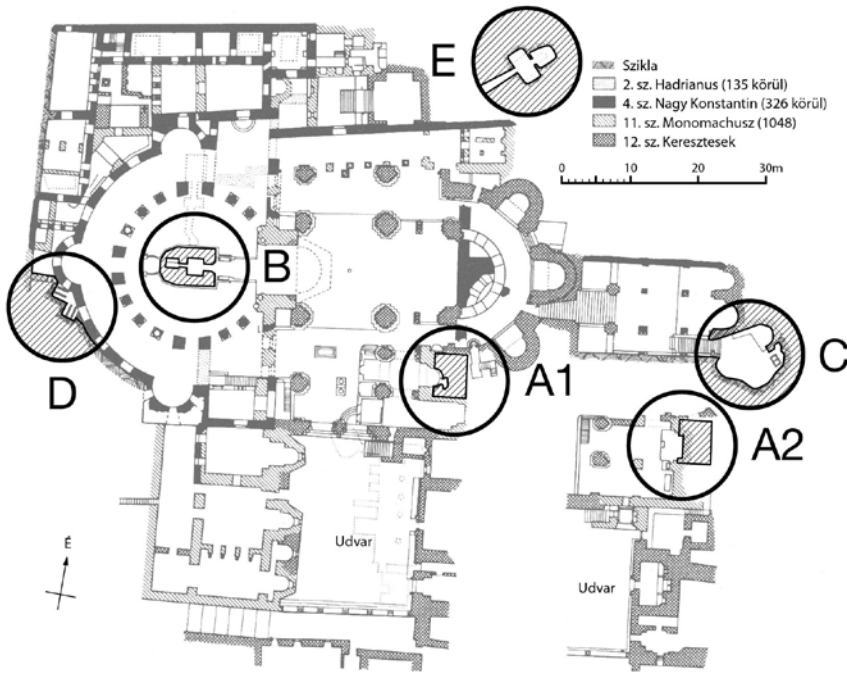 E
Szikla
2. sz. Hadrianus (135 körül)
4. sz. Nagy Konstantin (326 körül)
11. sz. Monomachusz (1048)
12. sz. Keresztesek
0 10 20 30m
B
D
A1
C
A2
Udvar
É
Udvar